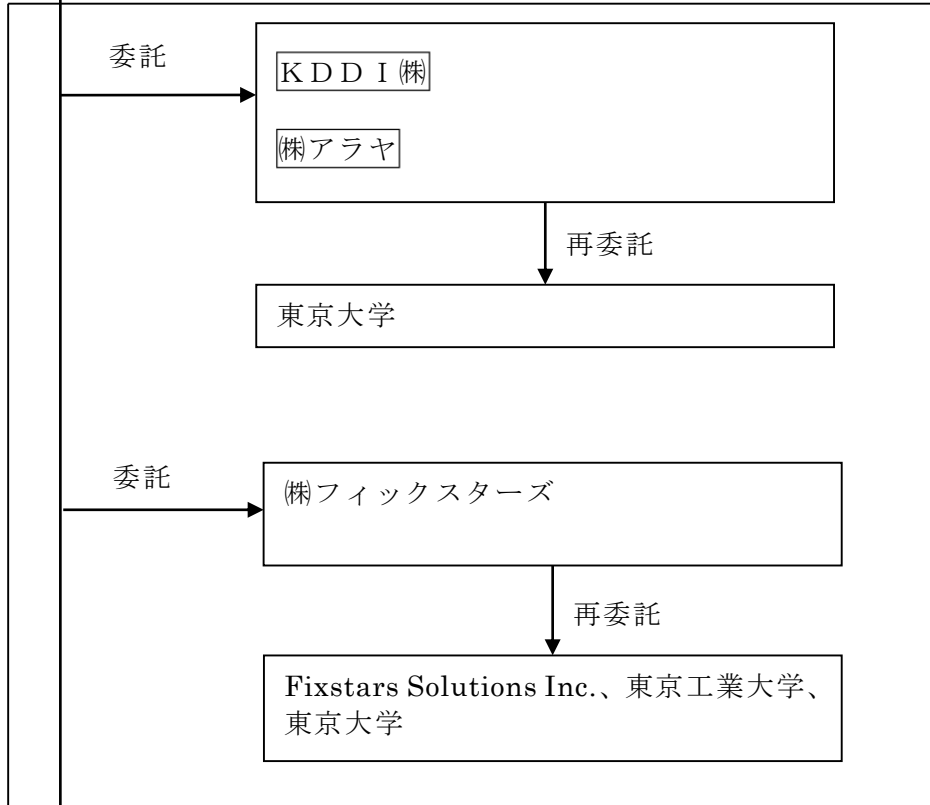 委託
ＫＤＤＩ㈱
㈱アラヤ
再委託
東京大学
委託
㈱フィックスターズ
再委託
Fixstars Solutions Inc.、東京工業大学、
東京大学